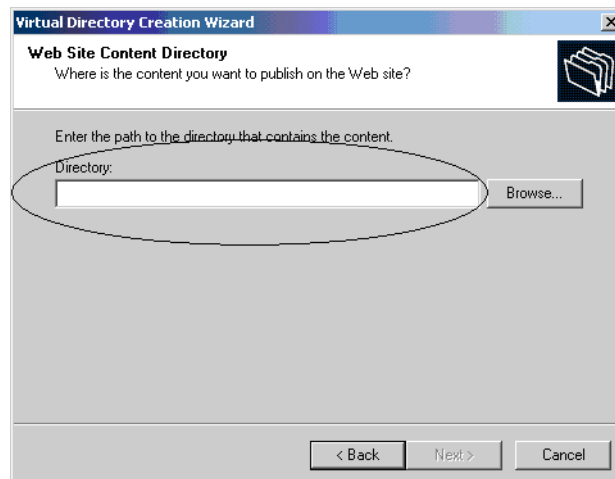 Virtual Directory Creation Wizard
Web Site Content Directory
Where is the content you want to publish on the Web site?
Enter the path to the directory that contains the content.
Directory:
Browse...
< Back
Next >
Cancel